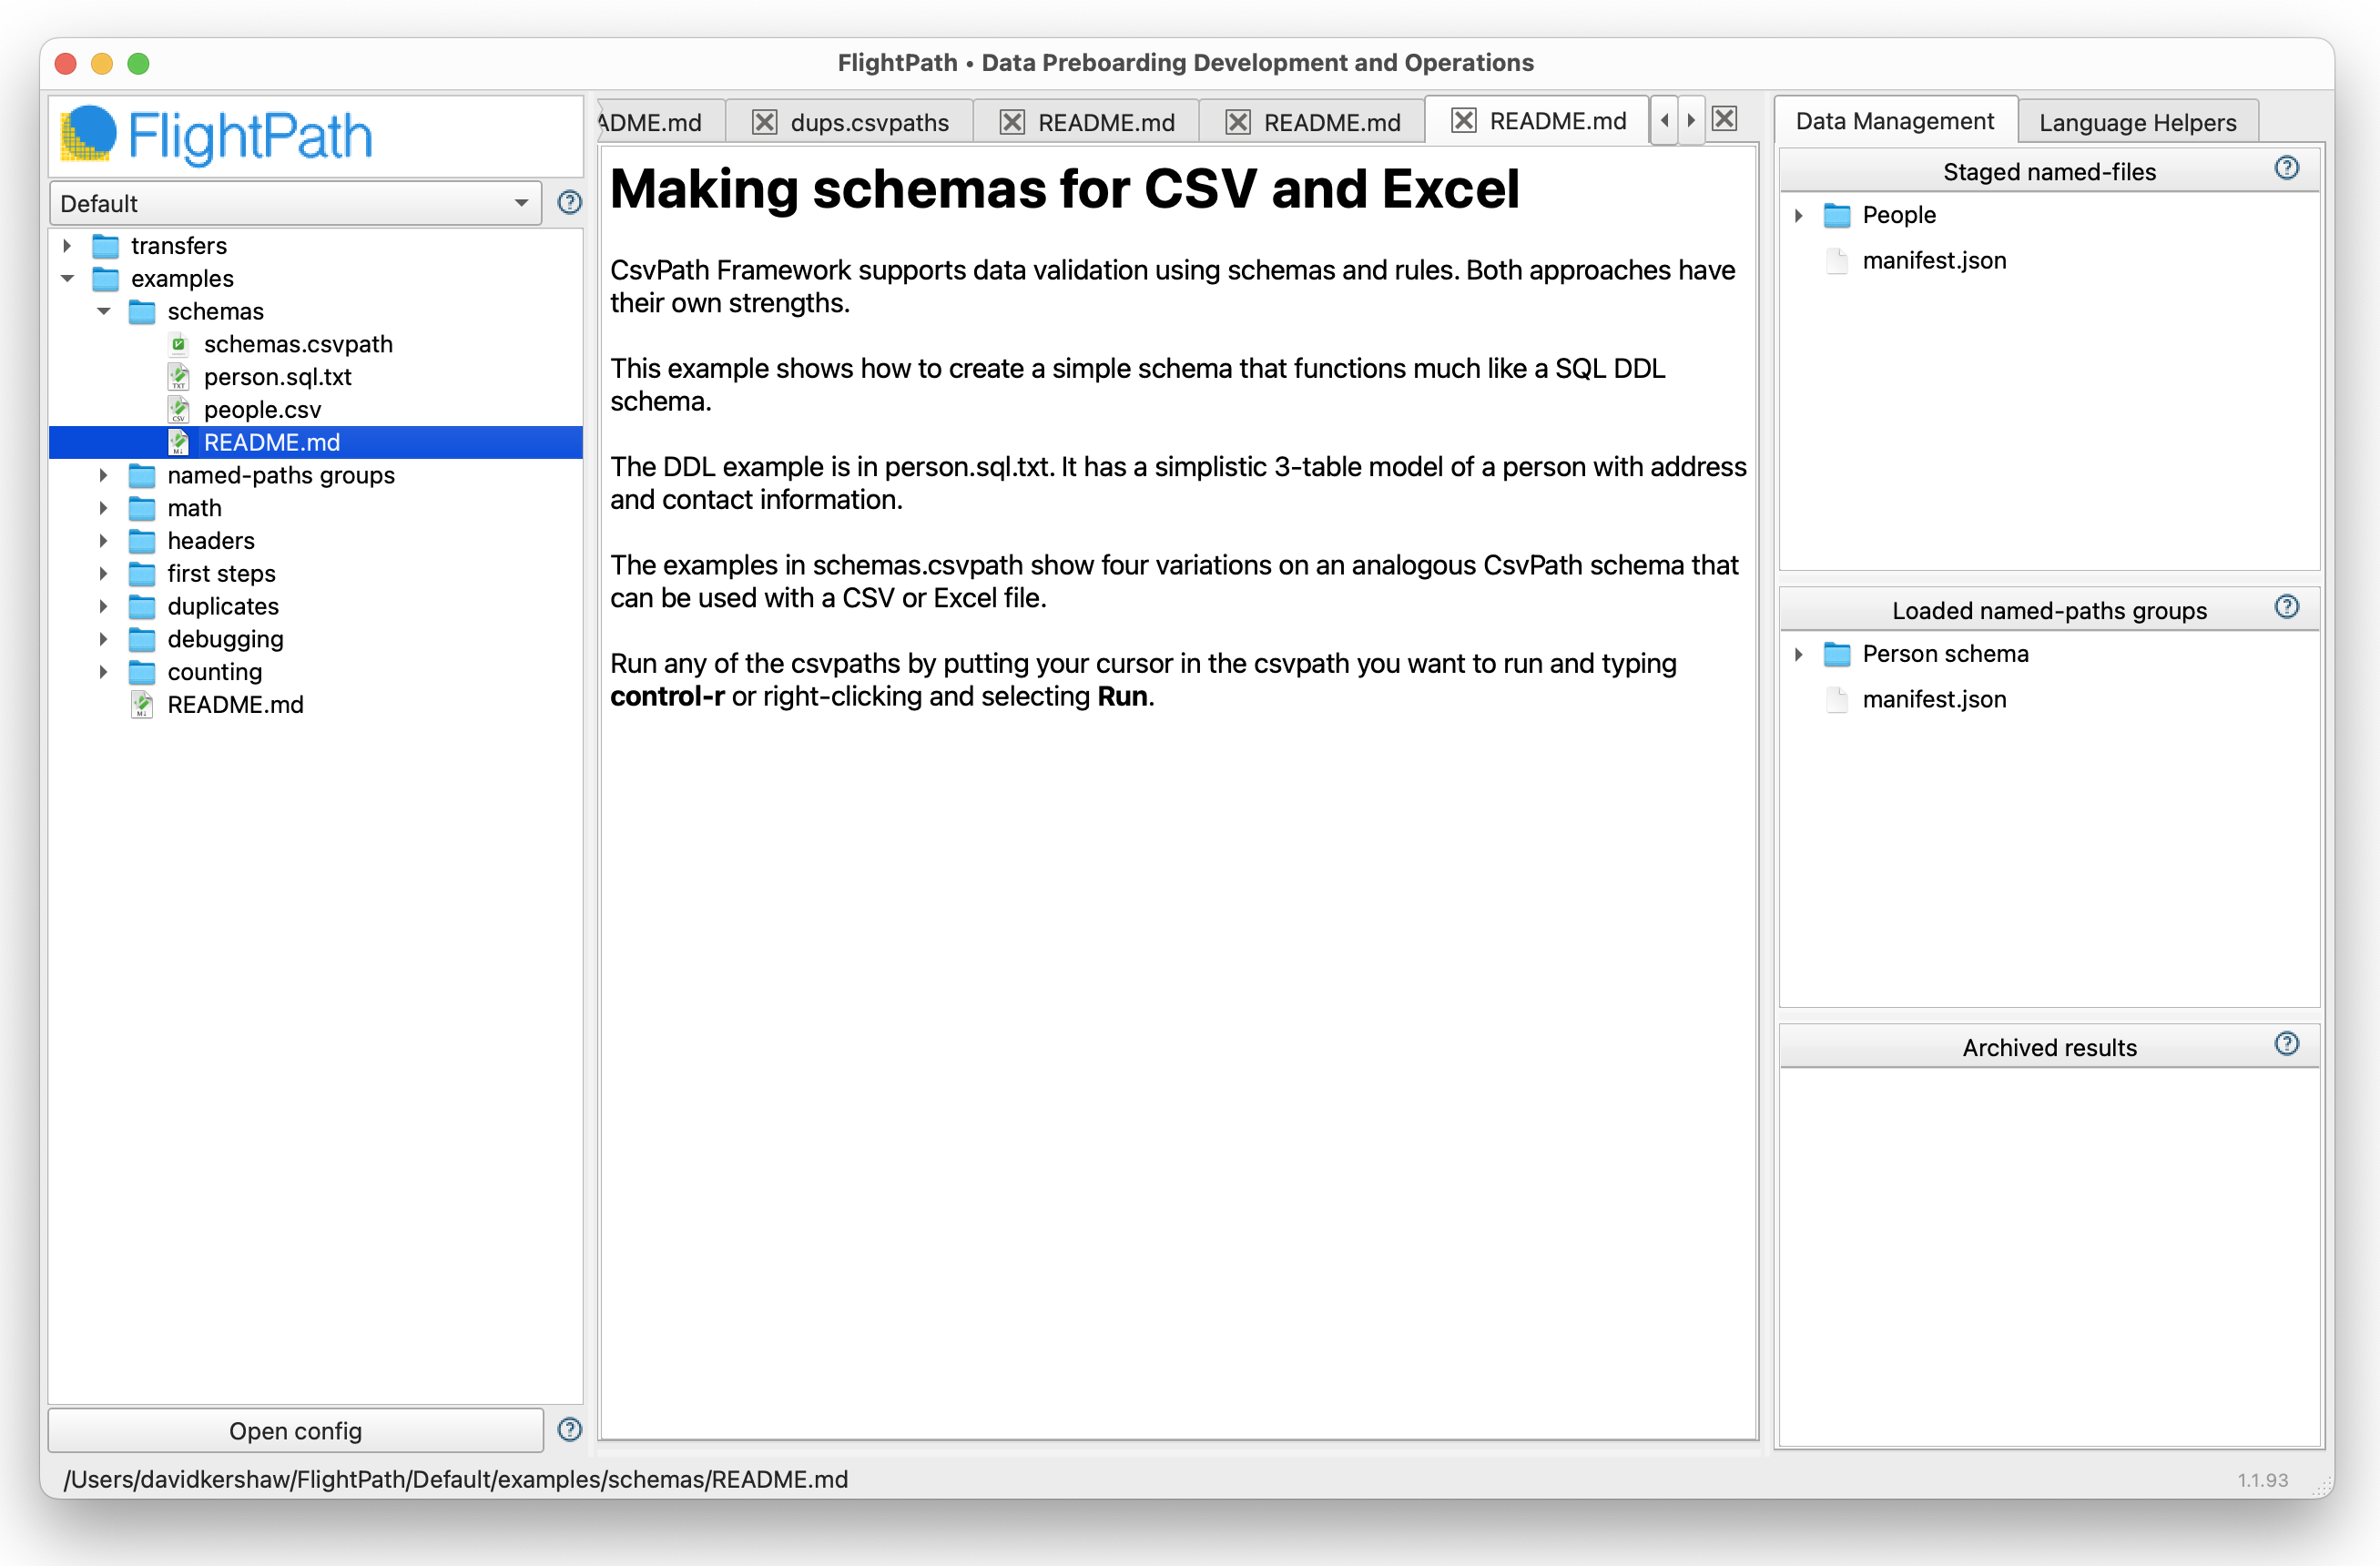 FlightPath • Data Preboarding Development and Operations
FlightPath
Default
transfers
examples
schemas
schemas.csvpath
person.sql.txt
people.csv
README.md
named-paths groups
math
headers
first steps
duplicates
debugging
counting
README.md
Open config
ADME.md
dups.csvpaths
README.md
README.md
README.md
Making schemas for CSV and Excel
CsvPath Framework supports data validation using schemas and rules. Both approaches have
their own strengths.
This example shows how to create a simple schema that functions much like a SQL DDL
schema.
The DDL example is in person.sql.txt. It has a simplistic 3-table model of a person with address
and contact information.
The examples in schemas.csvpath show four variations on an analogous CsvPath schema that
can be used with a CSV or Excel file.
Run any of the csvpaths by putting your cursor in the csvpath you want to run and typing
control-r or right-clicking and selecting Run.
Data Management
Language Helpers
Staged named-files
People
manifest.json
Loaded named-paths groups
Person schema
manifest.json
Archived results
/Users/davidkershaw/FlightPath/Default/examples/schemas/README.md
1.1.93